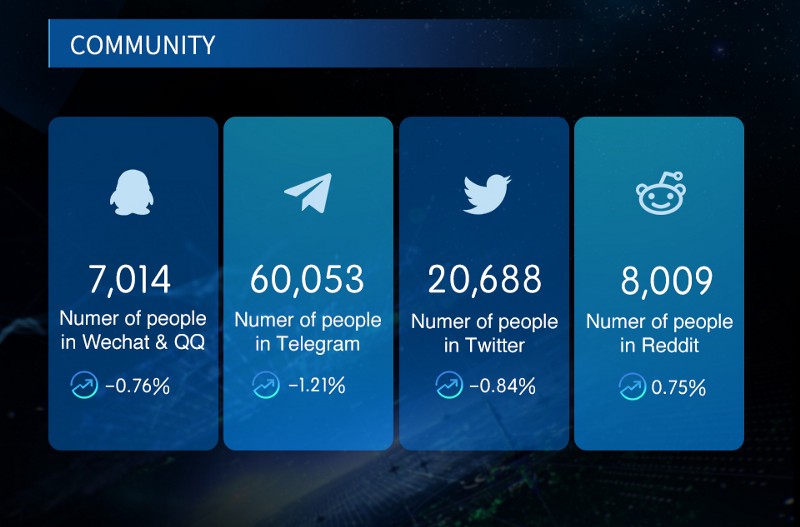 COMMUNITY
7,014
Numer of people
in Wechat & QQ
−0.76%
60,053
Numer of people
in Telegram
−1.21%
20,688
Numer of people
in Twitter
−0.84%
8,009
Numer of people
in Reddit
0.75%